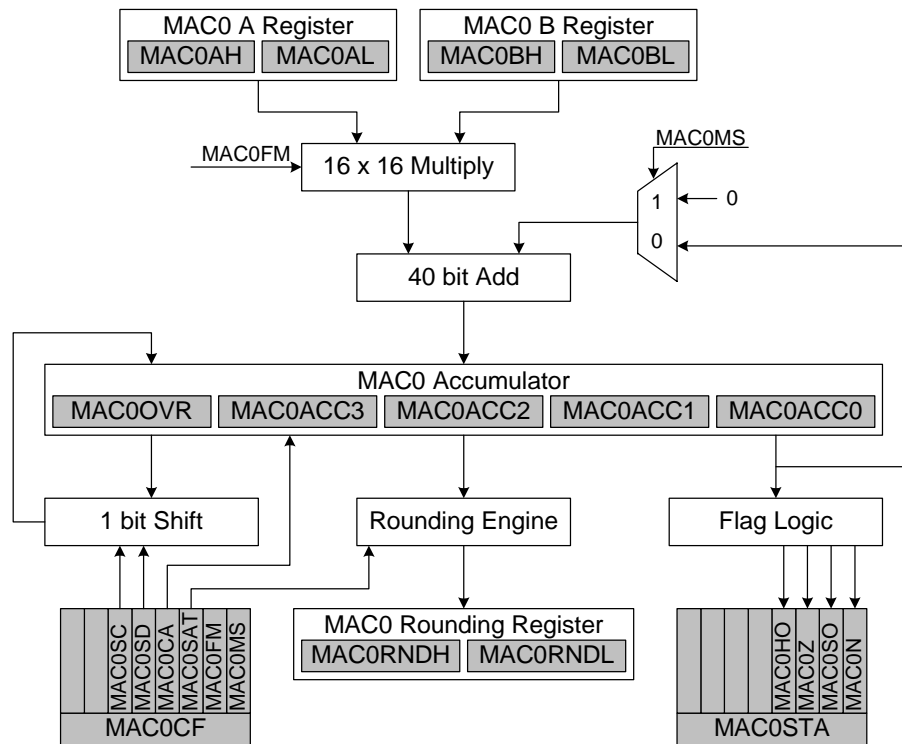 MAC0 A Register
MAC0AH MAC0AL
MAC0 B Register
MAC0BH MAC0BL
MAC0FM
16 x 16 Multiply
MAC0MS
1
0
0
40 bit Add
MAC0 Accumulator
MAC0OVR MAC0ACC3 MAC0ACC2 MAC0ACC1 MAC0ACC0
1 bit Shift
Rounding Engine
Flag Logic
MAC0SC
MAC0SD
MAC0CA
MAC0SAT
MAC0FM
MAC0MS
MAC0CF
MAC0 Rounding Register
MAC0RNDH MAC0RNDL
MAC0HO
MAC0Z
MAC0SO
MAC0N
MAC0STA